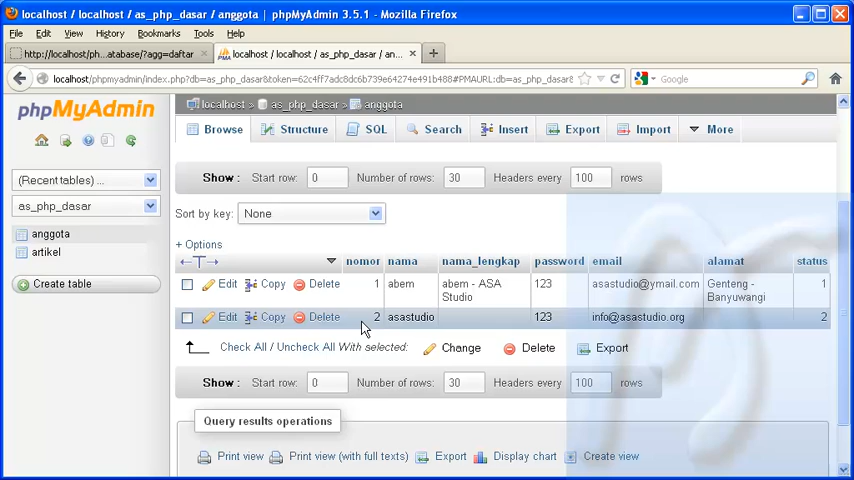 localhost / localhost / as_php_dasar / anggota | phpMyAdmin 3.5.1 - Mozilla Firefox
File Edit View History Bookmarks Tools Help
http://localhost/ph...atabase/?agg=daftar
localhost / localhost / as_php_dasar / an...
localhost/phpmyadmin/index.php?db=as_php_dasar&token=62c4ff7adc8dc6b739e64274e491b488#PMAURL:db=as_php_dasar&
Google
phpMyAdmin
(Recent tables) ...
as_php_dasar
anggota
artikel
Create table
localhost » as_php_dasar » anggota
Browse Structure SQL Search Insert Export Import More
Show : Start row: 0 Number of rows: 30 Headers every 100 rows
Sort by key: None
+ Options
nomor nama nama_lengkap password email alamat status
Edit Copy Delete 1 abem abem - ASA Studio 123 asastudio@ymail.com Genteng - Banyuwangi 1
Edit Copy Delete 2 asastudio 123 info@asastudio.org 2
Check All / Uncheck All With selected: Change Delete Export
Show : Start row: 0 Number of rows: 30 Headers every 100 rows
Query results operations
Print view Print view (with full texts) Export Display chart Create view